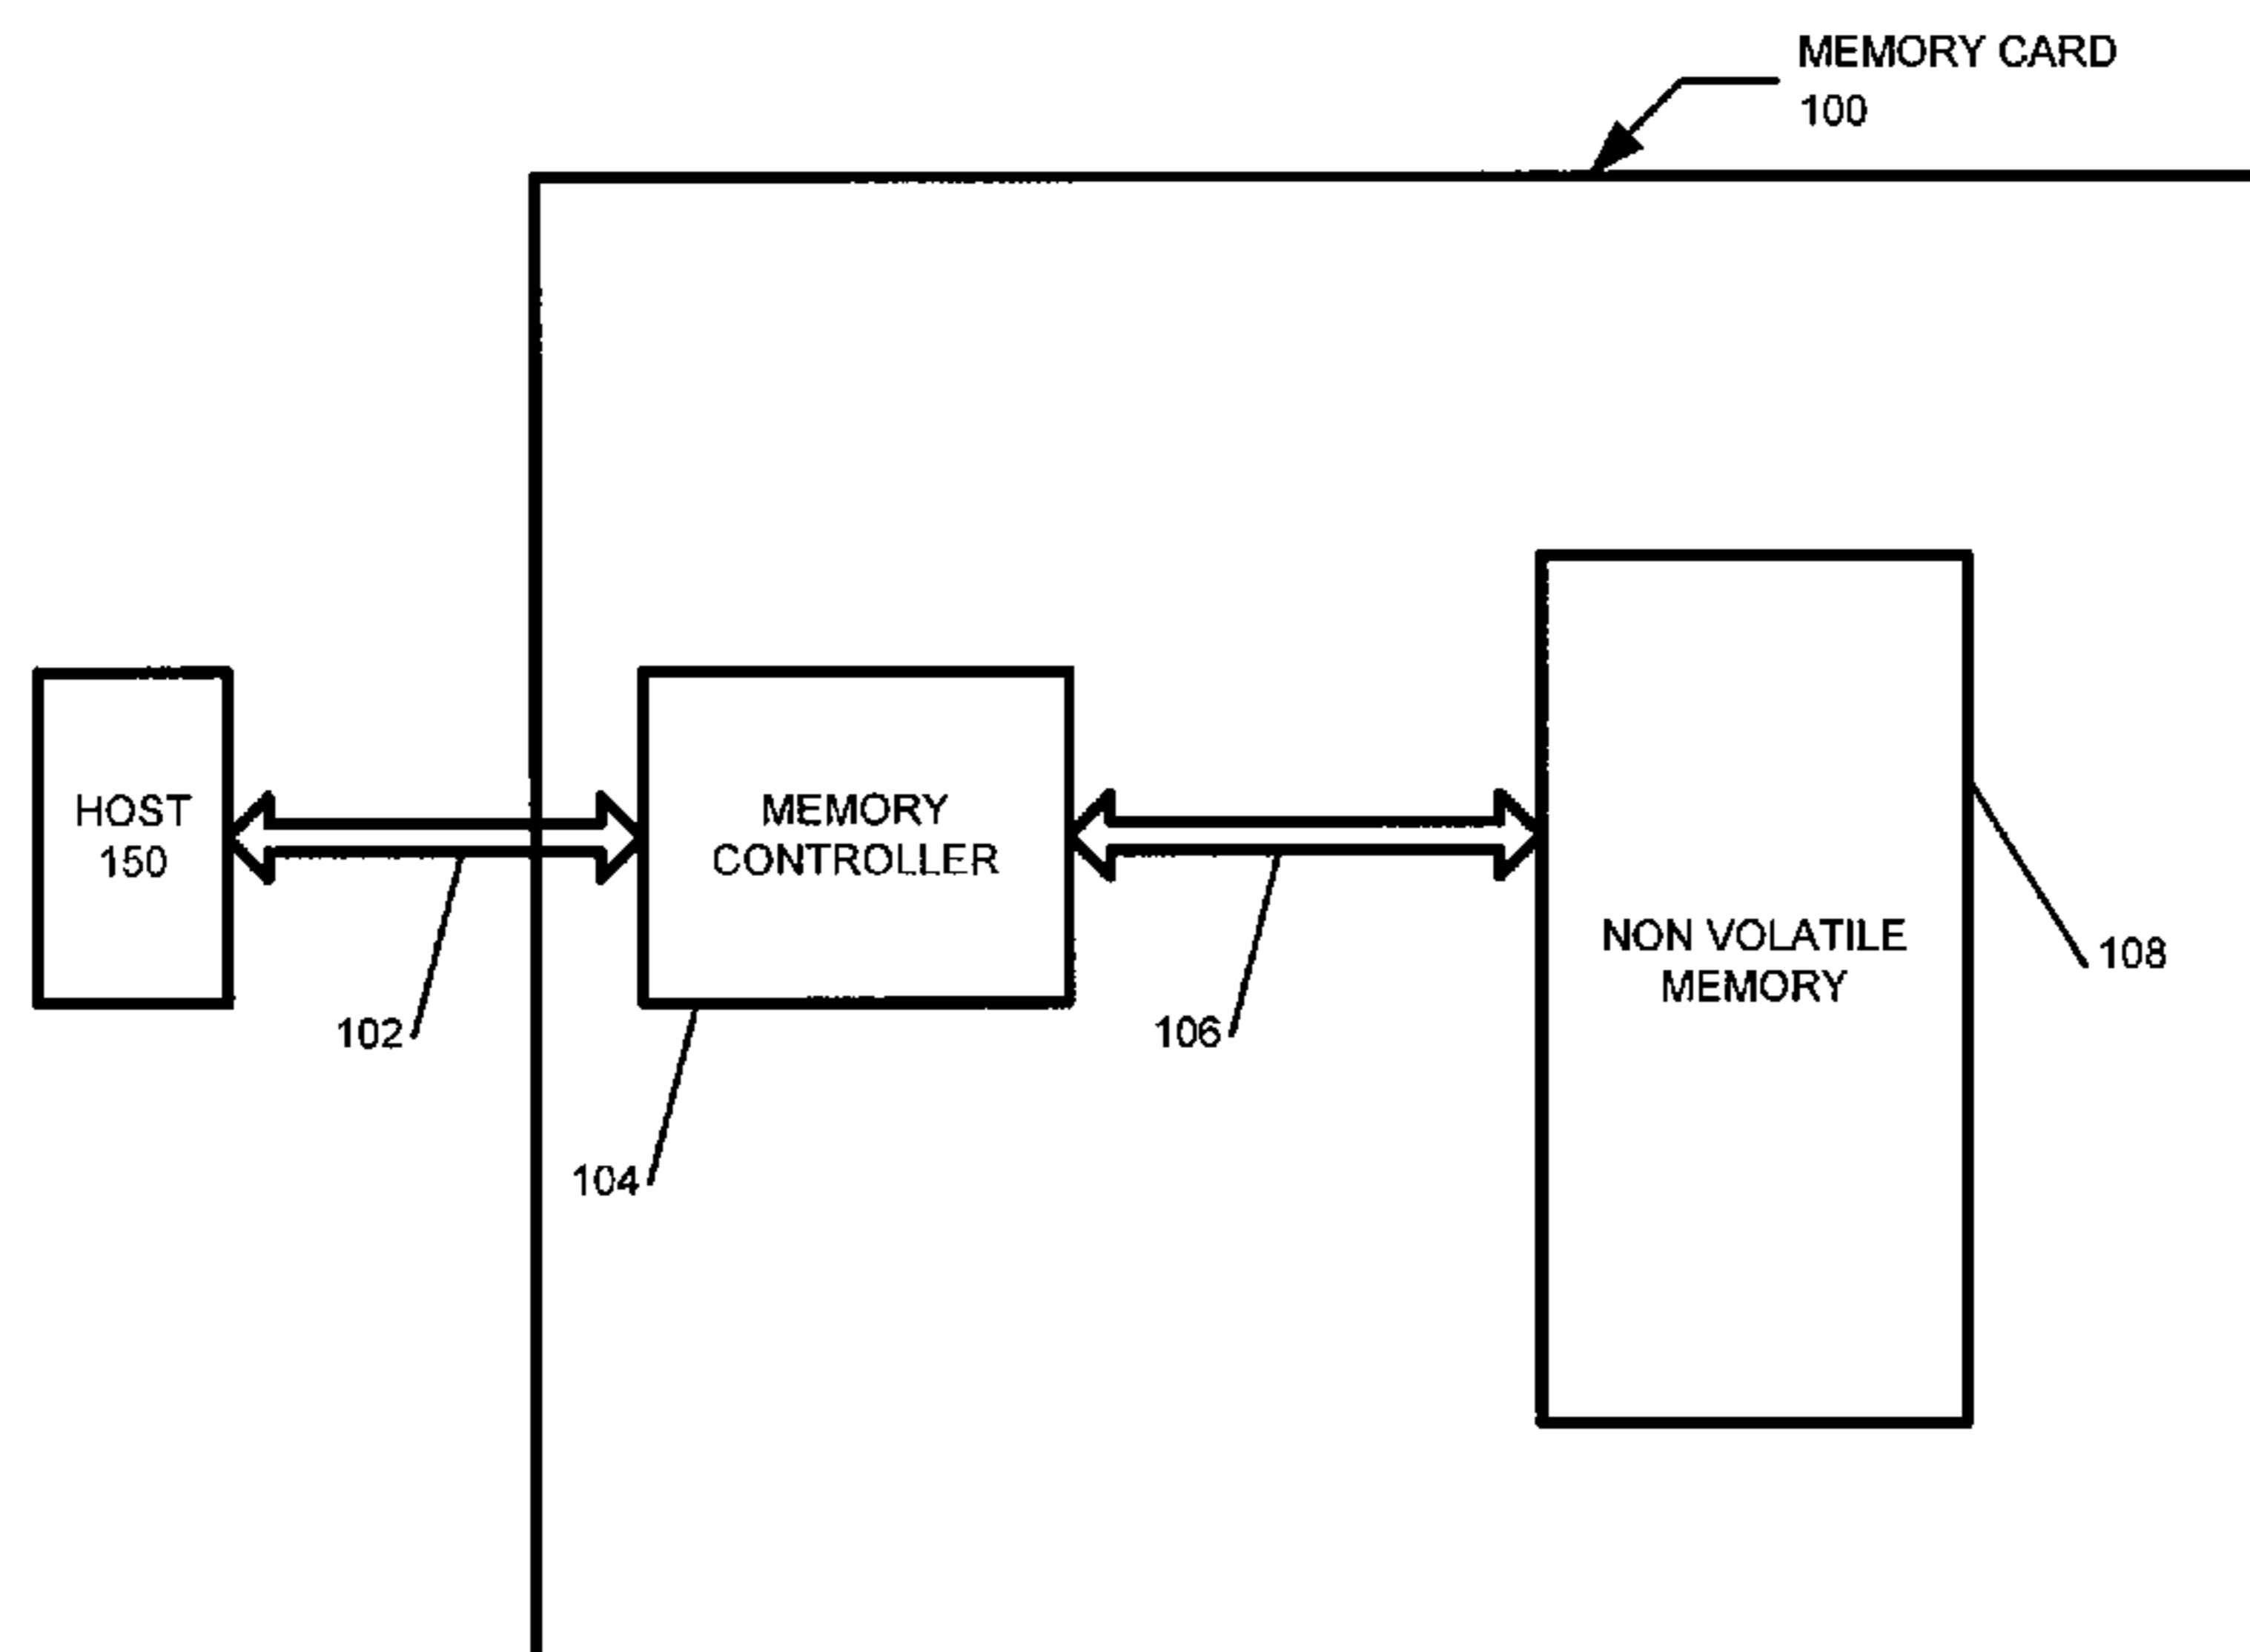 MEMORY CARD
100
HOST
150
MEMORY
CONTROLLER
NON VOLATILE
MEMORY
108
102
106
104